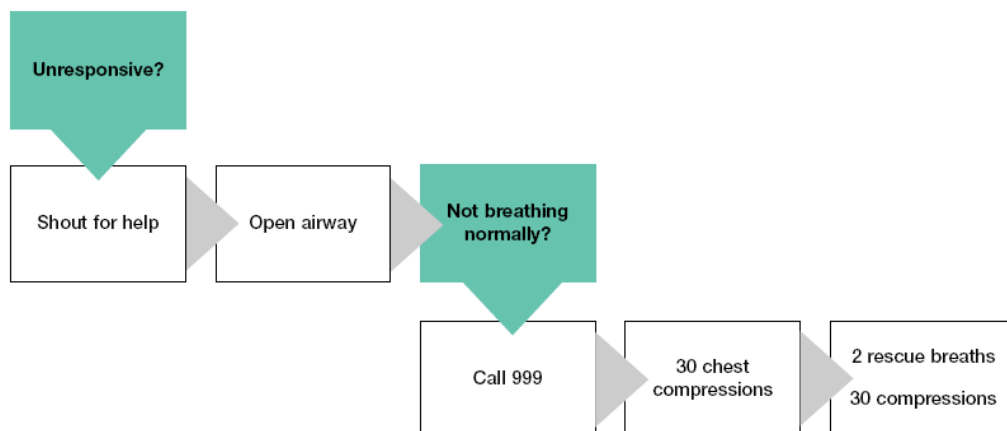 Unresponsive?
Shout for help
Open airway
Not breathing
normally?
Call 999
30 chest
compressions
2 rescue breaths
30 compressions